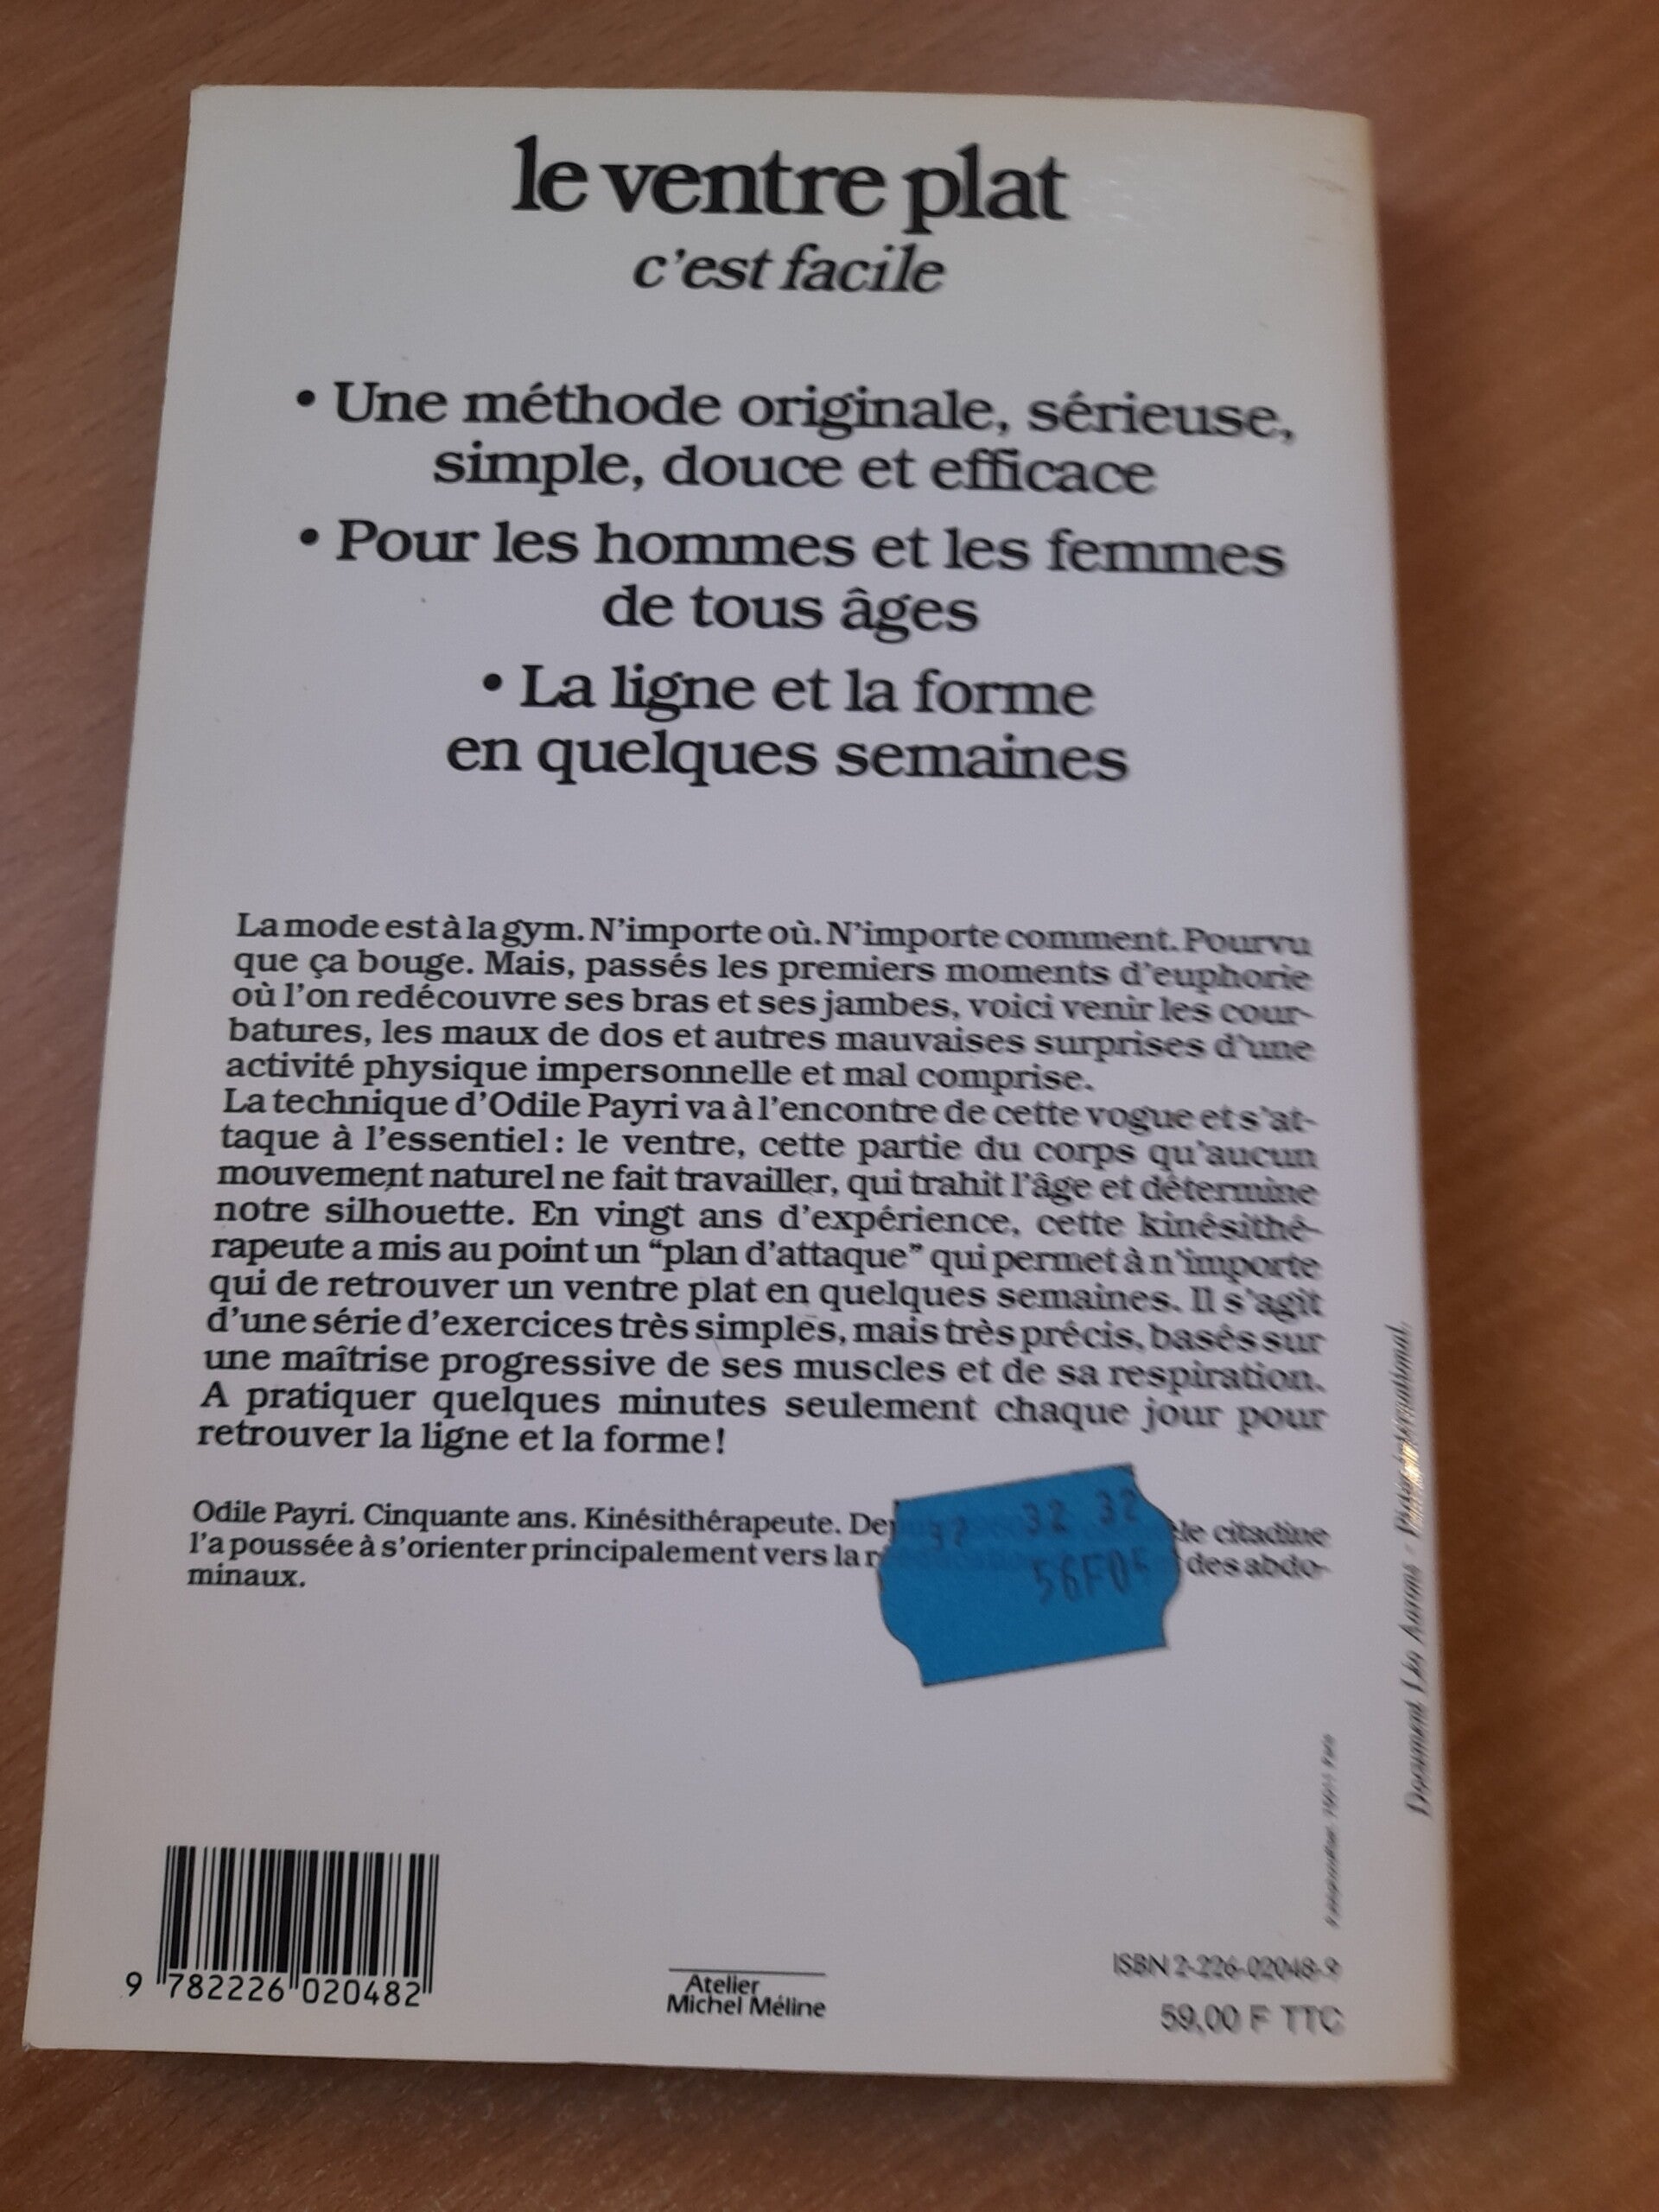 le ventre plat
c'est facile
• Une méthode originale, sérieuse,
simple, douce et efficace
• Pour les hommes et les femmes
de tous âges
• La ligne et la forme
en quelques semaines
La mode est à la gym. N'importe où. N'importe comment. Pourvu
que ça bouge. Mais, passés les premiers moments d'euphorie
où l'on redécouvre ses bras et ses jambes, voici venir les cour-
batures, les maux de dos et autres mauvaises surprises d'une
activité physique impersonnelle et mal comprise.
La technique d'Odile Payri va à l'encontre de cette vogue et s'at-
taque à l'essentiel : le ventre, cette partie du corps qu'aucun
mouvement naturel ne fait travailler, qui trahit l'âge et détermine
notre silhouette. En vingt ans d'expérience, cette kinésithé-
rapeute a mis au point un “plan d'attaque” qui permet à n'importe
qui de retrouver un ventre plat en quelques semaines. Il s'agit
d'une série d'exercices très simples, mais très précis, basés sur
une maîtrise progressive de ses muscles et de sa respiration.
A pratiquer quelques minutes seulement chaque jour pour
retrouver la ligne et la forme !
Odile Payri. Cinquante ans. Kinésithérapeute. citadine
l'a poussée à s'orienter principalement vers la des abdo-
minaux.
32 32 32
56F0
9 782226 020482
Atelier
Michel Méline
ISBN 2-226-02048-9
59,00 F TTC
Document